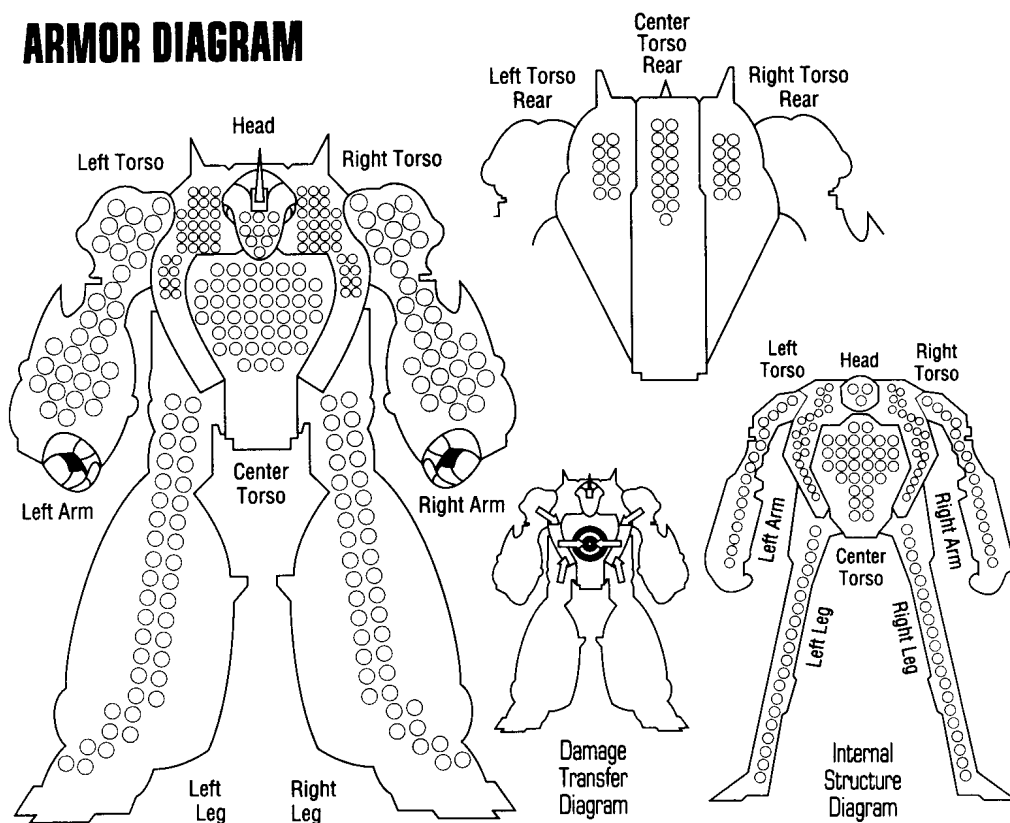 ARMOR DIAGRAM
Head
Left Torso
Right Torso
Left Arm
Center
Torso
Right Arm
Left
Leg
Right
Leg
Center
Torso
Rear
Left Torso
Rear
Right Torso
Rear
Damage
Transfer
Diagram
Left
Torso
Head
Right
Torso
Left Arm
Right Arm
Center
Torso
Left Leg
Right Leg
Internal
Structure
Diagram